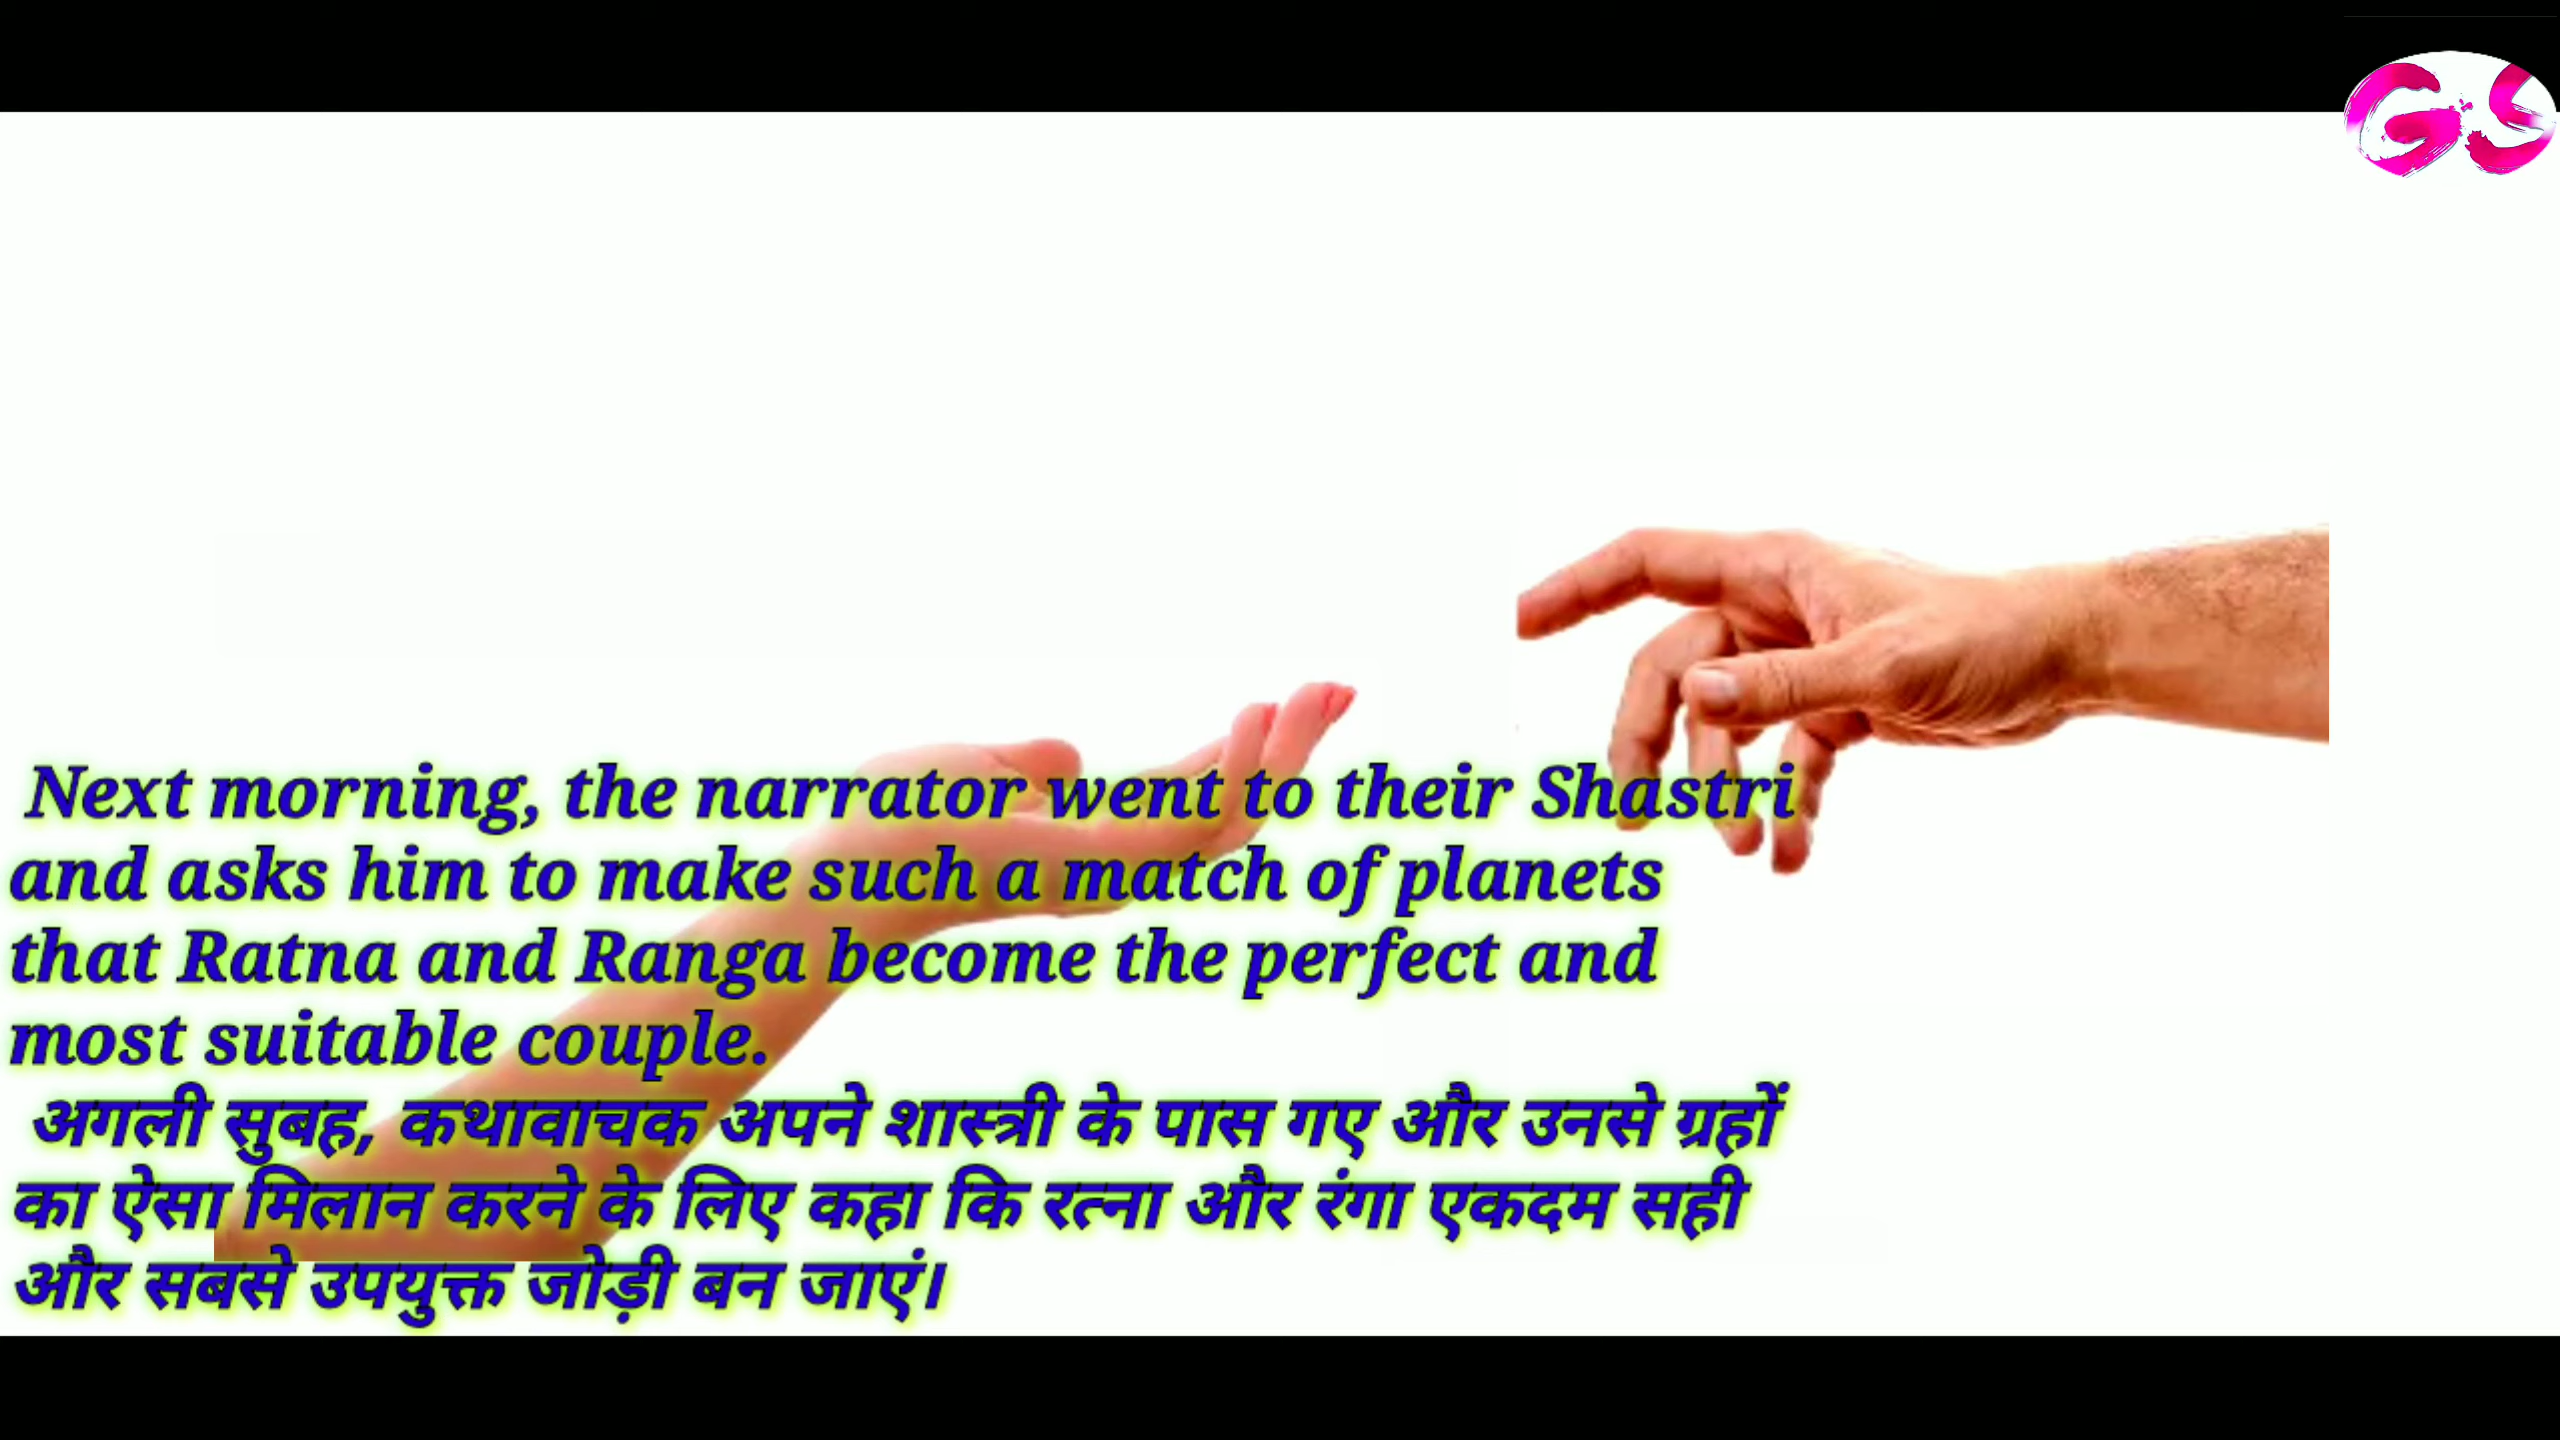 GS
Next morning, the narrator went to their Shastri
and asks him to make such a match of planets
that Ratna and Ranga become the perfect and
most suitable couple.
अगली सुबह, कथावाचक अपने शास्त्री के पास गए और उनसे ग्रहों
का ऐसा मिलान करने के लिए कहा कि रत्ना और रंगा एकदम सही
और सबसे उपयुक्त जोड़ी बन जाएं।